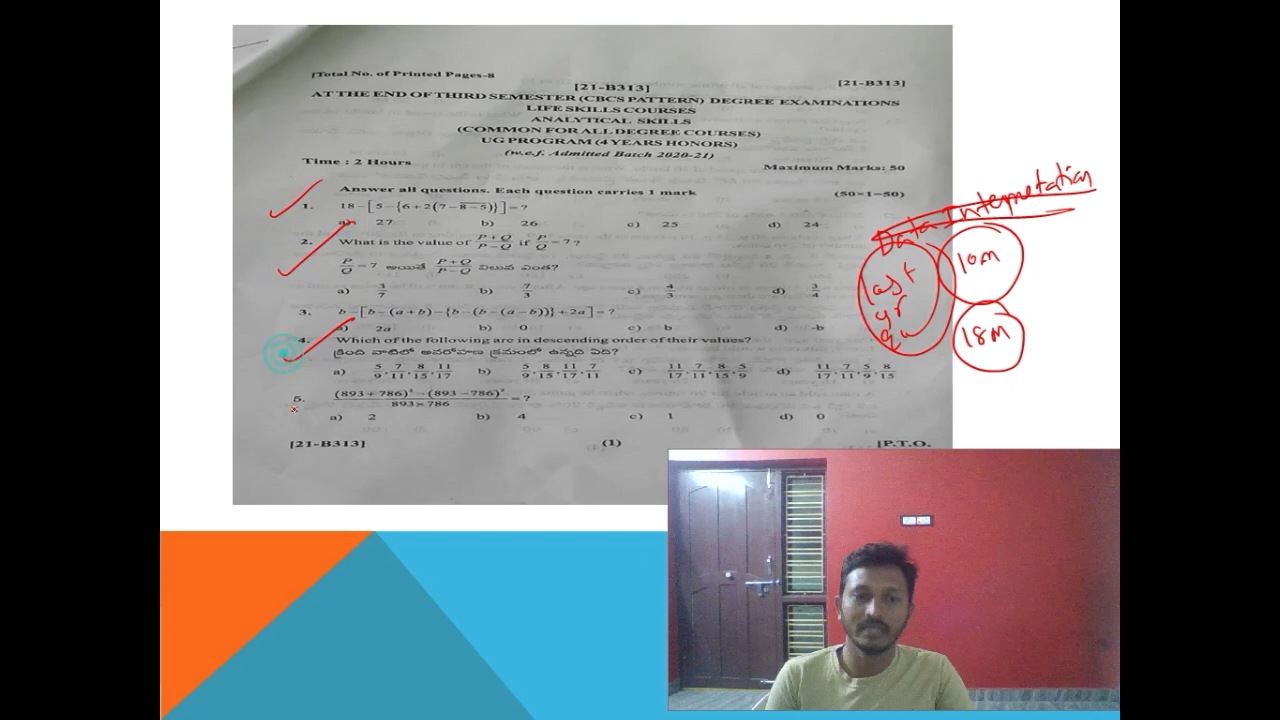 [Total No. of Printed Pages-8
[21-B313]
[21-B313]
AT THE END OF THIRD SEMESTER (CBCS PATTERN) DEGREE EXAMINATIONS
LIFE SKILLS COURSES
ANALYTICAL SKILLS
(COMMON FOR ALL DEGREE COURSES)
UG PROGRAM (4 YEARS HONORS)
(w.e.f. Admitted Batch 2020-21)
Time : 2 Hours Maximum Marks: 50
Answer all questions. Each question carries 1 mark (50×1=50)
1. 18 – [5 – {6 + 2(7 – 8̅ ̅–̅ ̅5̅)}] = ?
a) 27 b) 26 c) 25 d) 24
2. What is the value of (P+Q)/(P–Q) if P/Q = 7 ?
P/Q = 7 అయితే (P+Q)/(P–Q) విలువ ఎంత?
a) 3/7 b) 7/3 c) 4/3 d) 3/4
3. b – [b – (a + b) – {b – (b – (a – b))} + 2a] = ?
a) 2a b) 0 c) b d) -b
4. Which of the following are in descending order of their values?
క్రింది వాటిలో అవరోహణ క్రమంలో ఉన్నది ఏది?
a) 5/9, 7/11, 8/15, 11/17 b) 5/9, 8/15, 11/17, 7/11 c) 11/17, 7/11, 8/15, 5/9 d) 11/17, 7/11, 5/9, 8/15
5. ((893 + 786)² – (893 – 786)²)/(893 × 786) = ?
a) 2 b) 4 c) 1 d) 0
[21-B313] (1) [P.T.O.
Data Interpretation
last
yr
10M
18M